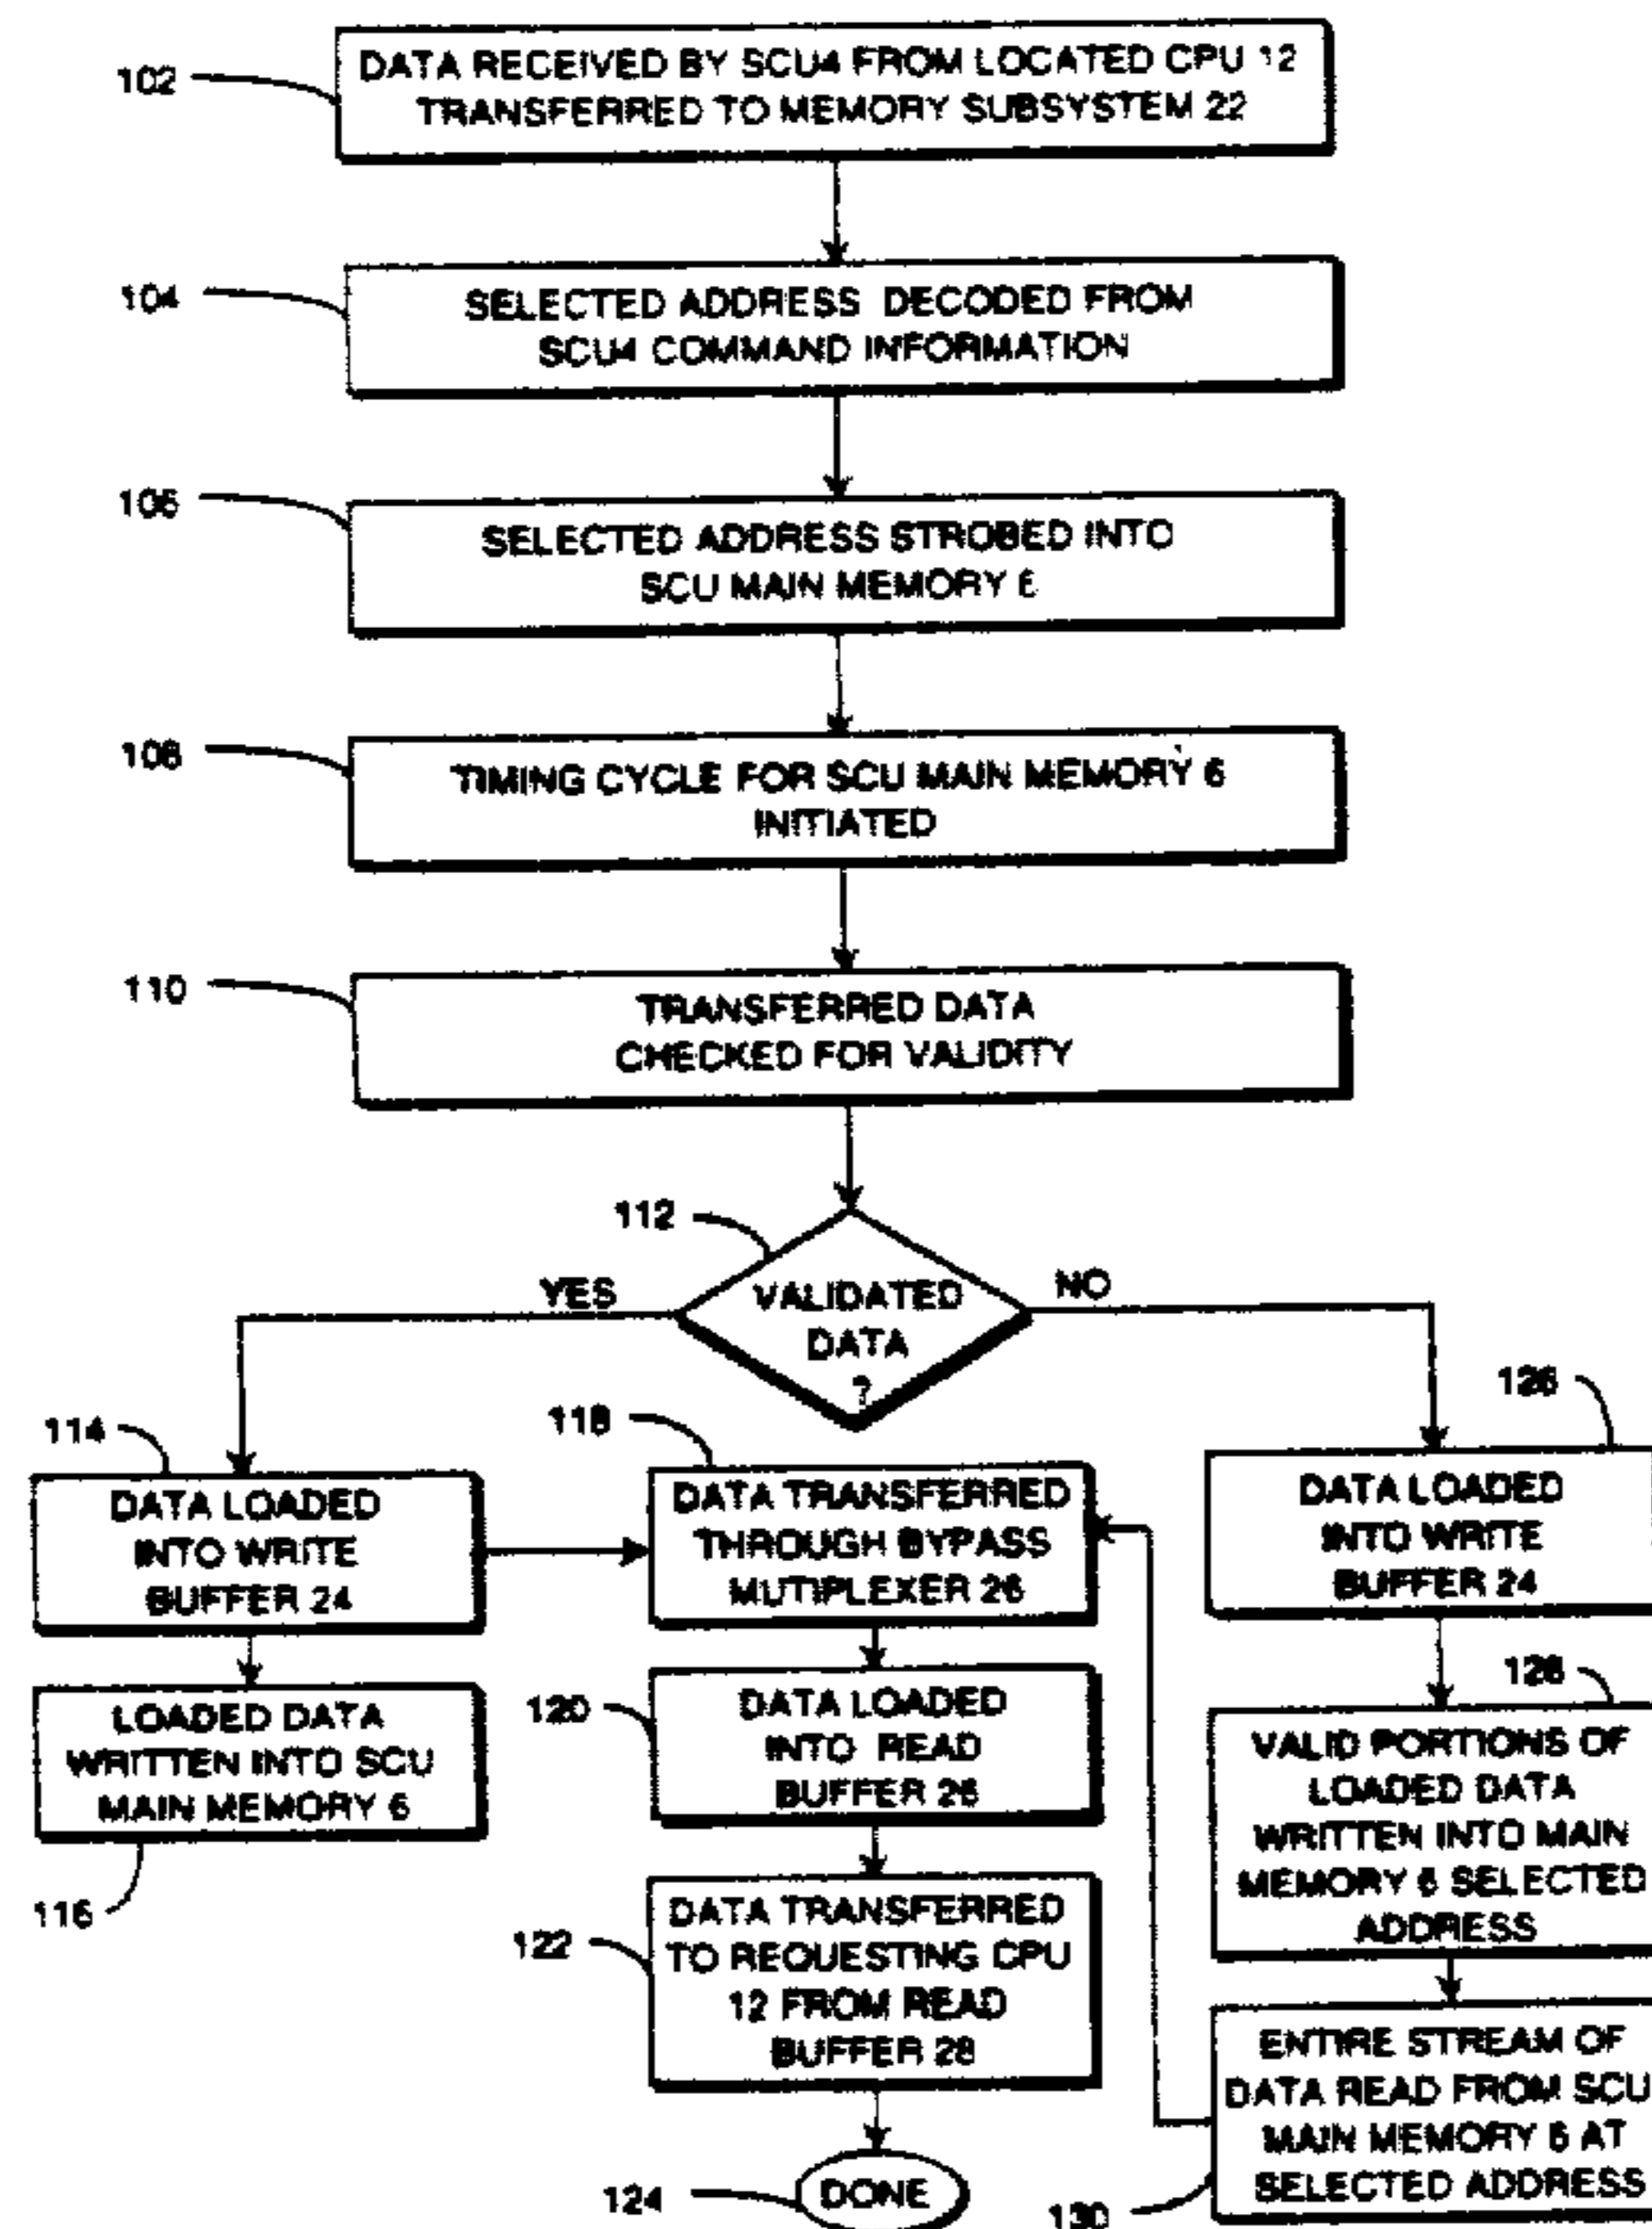 102
DATA RECEIVED BY SCU4 FROM LOCATED CPU 12
TRANSFERRED TO MEMORY SUBSYSTEM 22
104
SELECTED ADDRESS DECODED FROM
SCU4 COMMAND INFORMATION
106
SELECTED ADDRESS STROBED INTO
SCU MAIN MEMORY 6
108
TIMING CYCLE FOR SCU MAIN MEMORY 6
INITIATED
110
TRANSFERRED DATA
CHECKED FOR VALIDITY
112
YES
VALIDATED
DATA
?
NO
114
DATA LOADED
INTO WRITE
BUFFER 24
LOADED DATA
WRITTEN INTO SCU
MAIN MEMORY 6
116
118
DATA TRANSFERRED
THROUGH BYPASS
MUTIPLEXER 26
120
DATA LOADED
INTO READ
BUFFER 28
122
DATA TRANSFERRED
TO REQUESTING CPU
12 FROM READ
BUFFER 28
124
DONE
126
DATA LOADED
INTO WRITE
BUFFER 24
128
VALID PORTIONS OF
LOADED DATA
WRITTEN INTO MAIN
MEMORY 6 SELECTED
ADDRESS
ENTIRE STREAM OF
DATA READ FROM SCU
MAIN MEMORY 6 AT
SELECTED ADDRESS
130